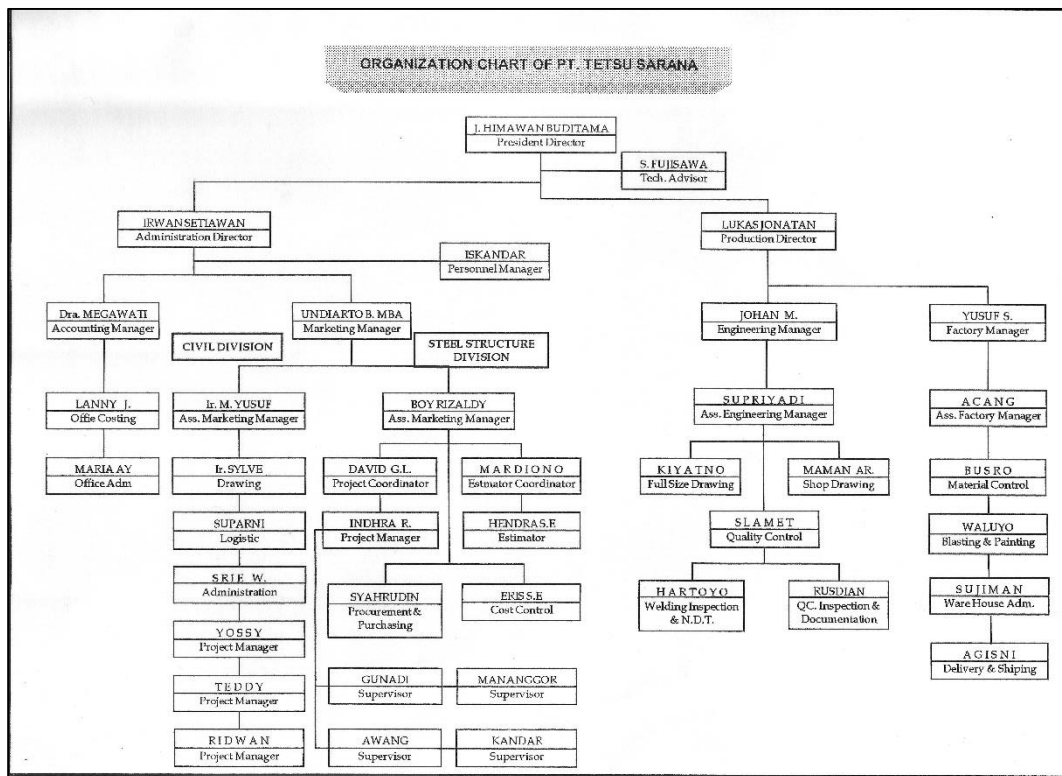 ORGANIZATION CHART OF PT. TETSU SARANA
J. HIMAWAN BUDITAMA
President Director
S. FUJISAWA
Tech. Advisor
IRWAN SETIAWAN
Administration Director
LUKAS JONATAN
Production Director
ISKANDAR
Personnel Manager
Dra. MEGAWATI
Accounting Manager
UNDIARTO B. MBA
Marketing Manager
JOHAN M.
Engineering Manager
YUSUF S.
Factory Manager
CIVIL DIVISION
STEEL STRUCTURE
DIVISION
LANNY J.
Offie Costing
Ir. M. YUSUF
Ass. Marketing Manager
BOY RIZALDY
Ass. Marketing Manager
SUPRIYADI
Ass. Engineering Manager
ACANG
Ass. Factory Manager
MARIA AY
Office Adm
Ir. SYLVE
Drawing
DAVID G.L.
Project Coordinator
MARDIONO
Estmator Coordinator
KIYATNO
Full Size Drawing
MAMAN AR.
Shop Drawing
BUSRO
Material Control
SUPARNI
Logistic
INDHRA R.
Project Manager
HENDRA S.E
Estimator
SLAMET
Quality Control
WALUYO
Blasting & Painting
SRIE W.
Administration
SYAHRUDIN
Procurement &
Purchasing
ERIS S.E
Cost Control
HARTOYO
Welding Inspection
& N.D.T.
RUSDIAN
QC. Inspection &
Documentation
SUJIMAN
Ware House Adm.
YOSSY
Project Manager
AGISNI
Delivery & Shiping
TEDDY
Project Manager
GUNADI
Supervisor
MANANGGOR
Supervisor
RIDWAN
Project Manager
AWANG
Supervisor
KANDAR
Supervisor